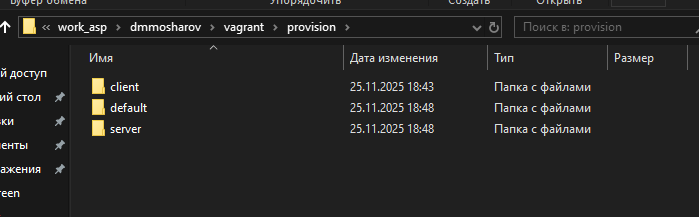 Буфер обмена Упорядочить Создать Открыть
work_asp dmmosharov vagrant provision Поиск в: provision
Имя Дата изменения Тип Размер
й доступ
client 25.11.2025 18:43 Папка с файлами
ий стол
default 25.11.2025 18:48 Папка с файлами
вки
server 25.11.2025 18:48 Папка с файлами
енты
ажения
reen